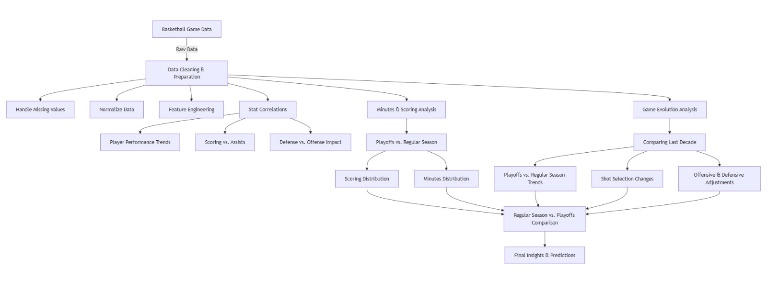 Basketball Game Data
Raw Data
Data Cleaning &
Preparation
Handle Missing Values
Normalize Data
Feature Engineering
Stat Correlations
Minutes & Scoring Analysis
Game Evolution Analysis
Player Performance Trends
Scoring vs. Assists
Defense vs. Offense Impact
Playoffs vs. Regular Season
Comparing Last Decade
Scoring Distribution
Minutes Distribution
Playoffs vs. Regular Season
Trends
Shot Selection Changes
Offensive & Defensive
Adjustments
Regular Season vs. Playoffs
Comparison
Final Insights & Predictions